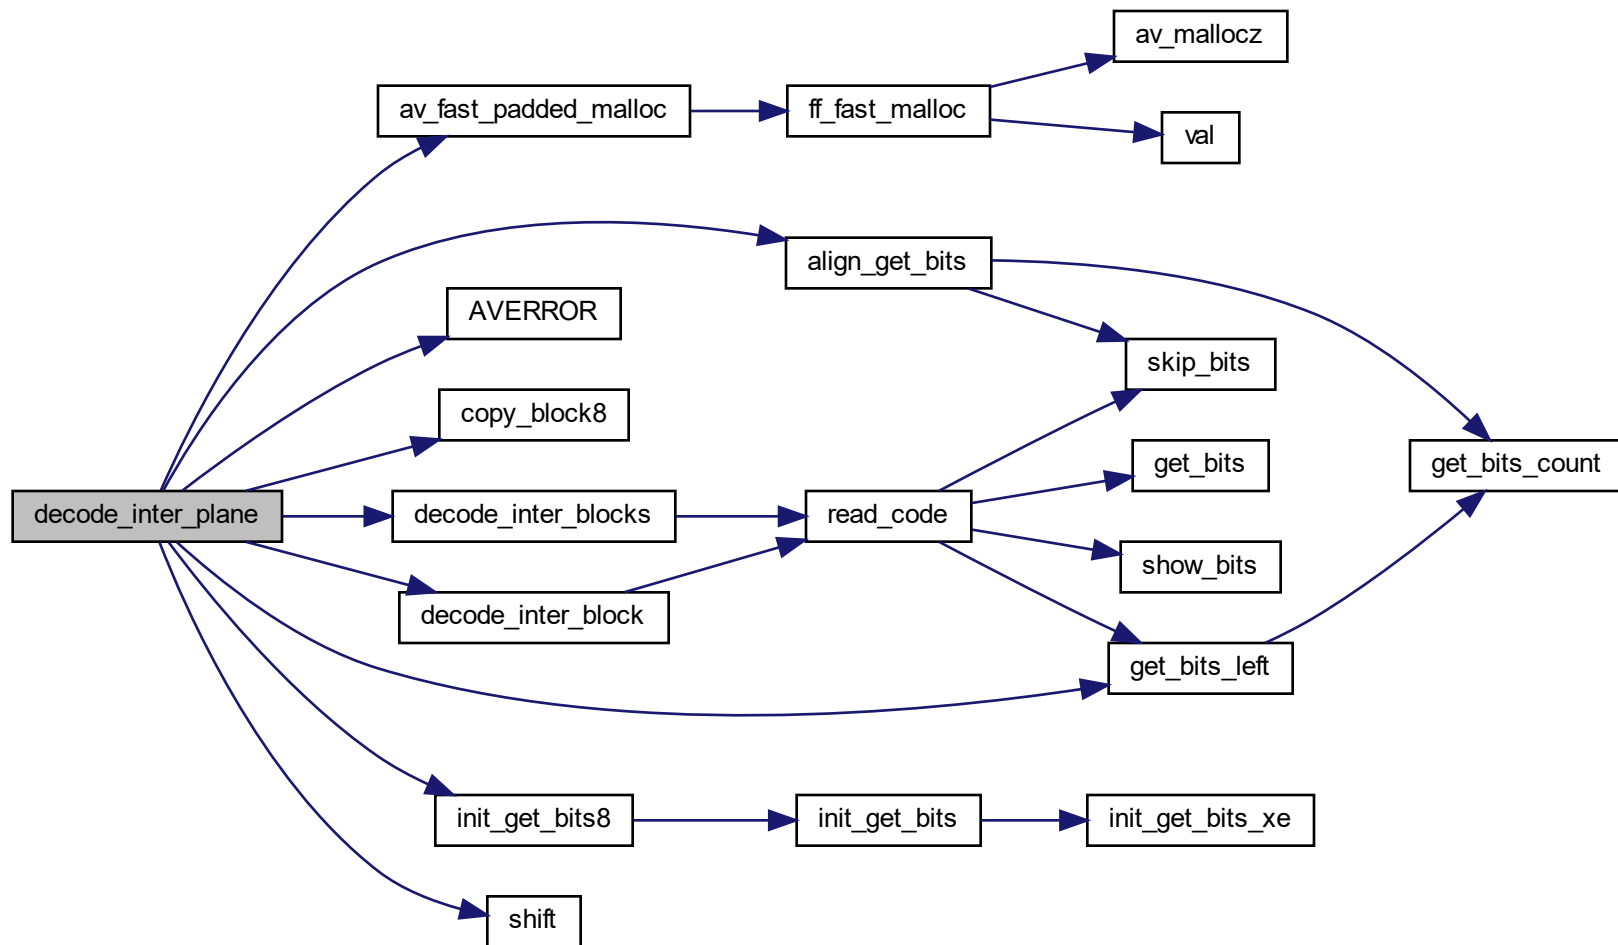 av_mallocz
av_fast_padded_malloc
ff_fast_malloc
val
align_get_bits
AVERROR
skip_bits
copy_block8
get_bits
get_bits_count
decode_inter_plane
decode_inter_blocks
read_code
show_bits
decode_inter_block
get_bits_left
init_get_bits8
init_get_bits
init_get_bits_xe
shift